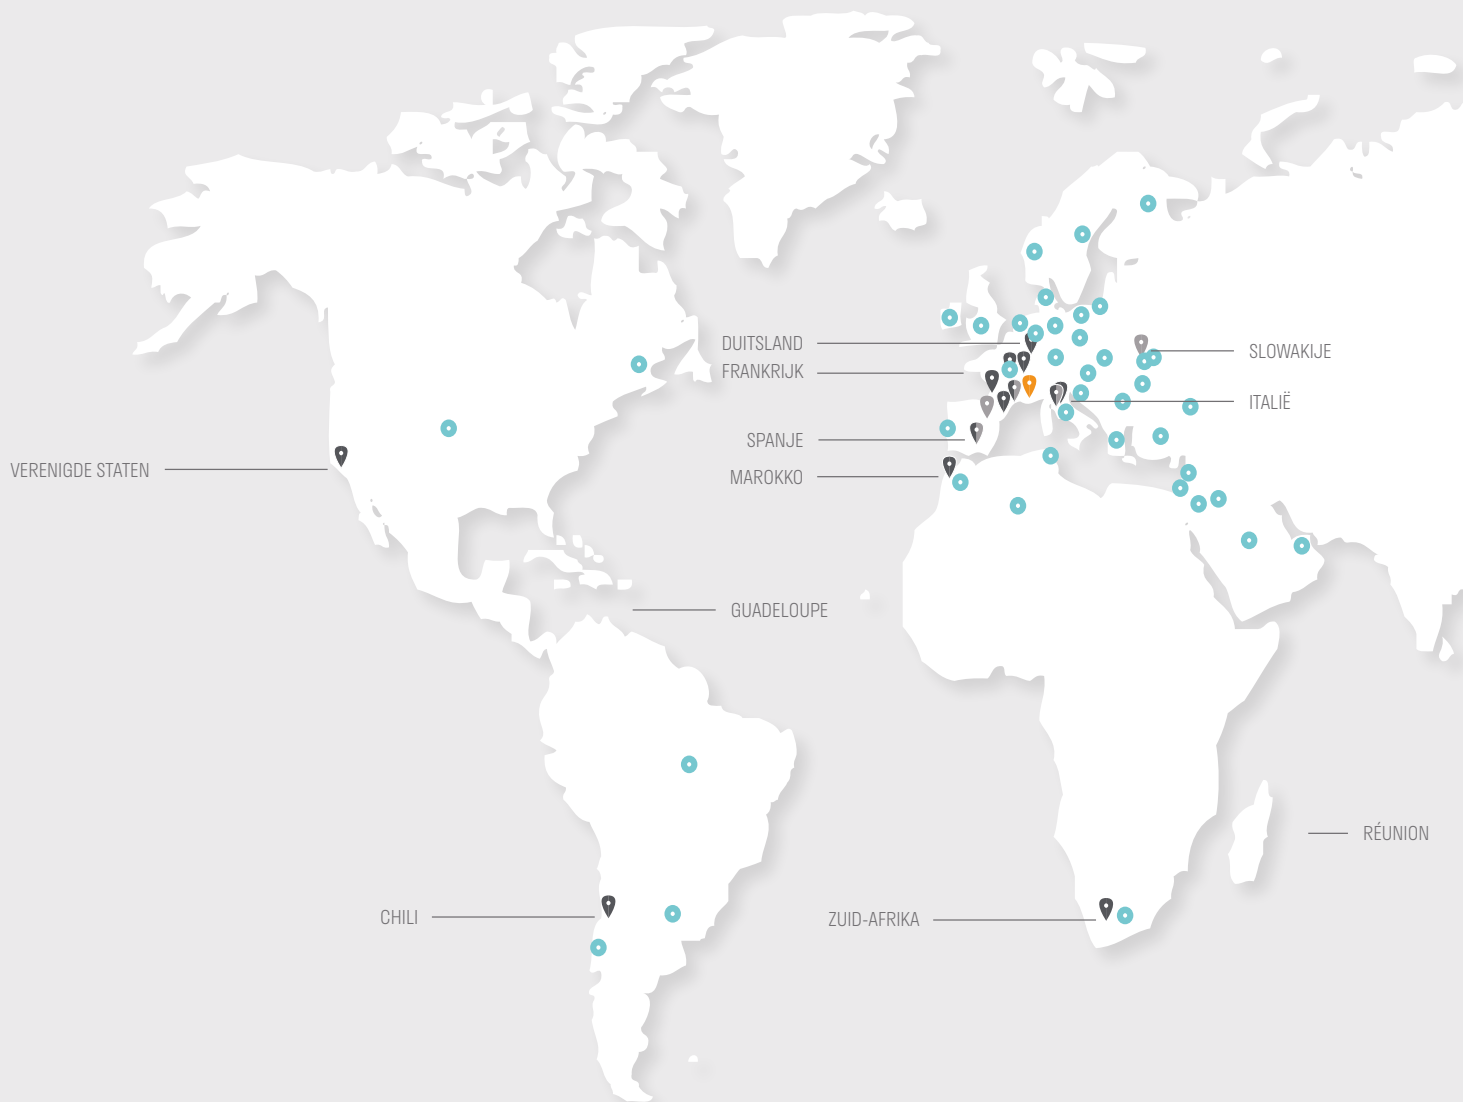 DUITSLAND
SLOWAKIJE
FRANKRIJK
ITALIË
SPANJE
VERENIGDE STATEN
MAROKKO
GUADELOUPE
RÉUNION
CHILI
ZUID-AFRIKA